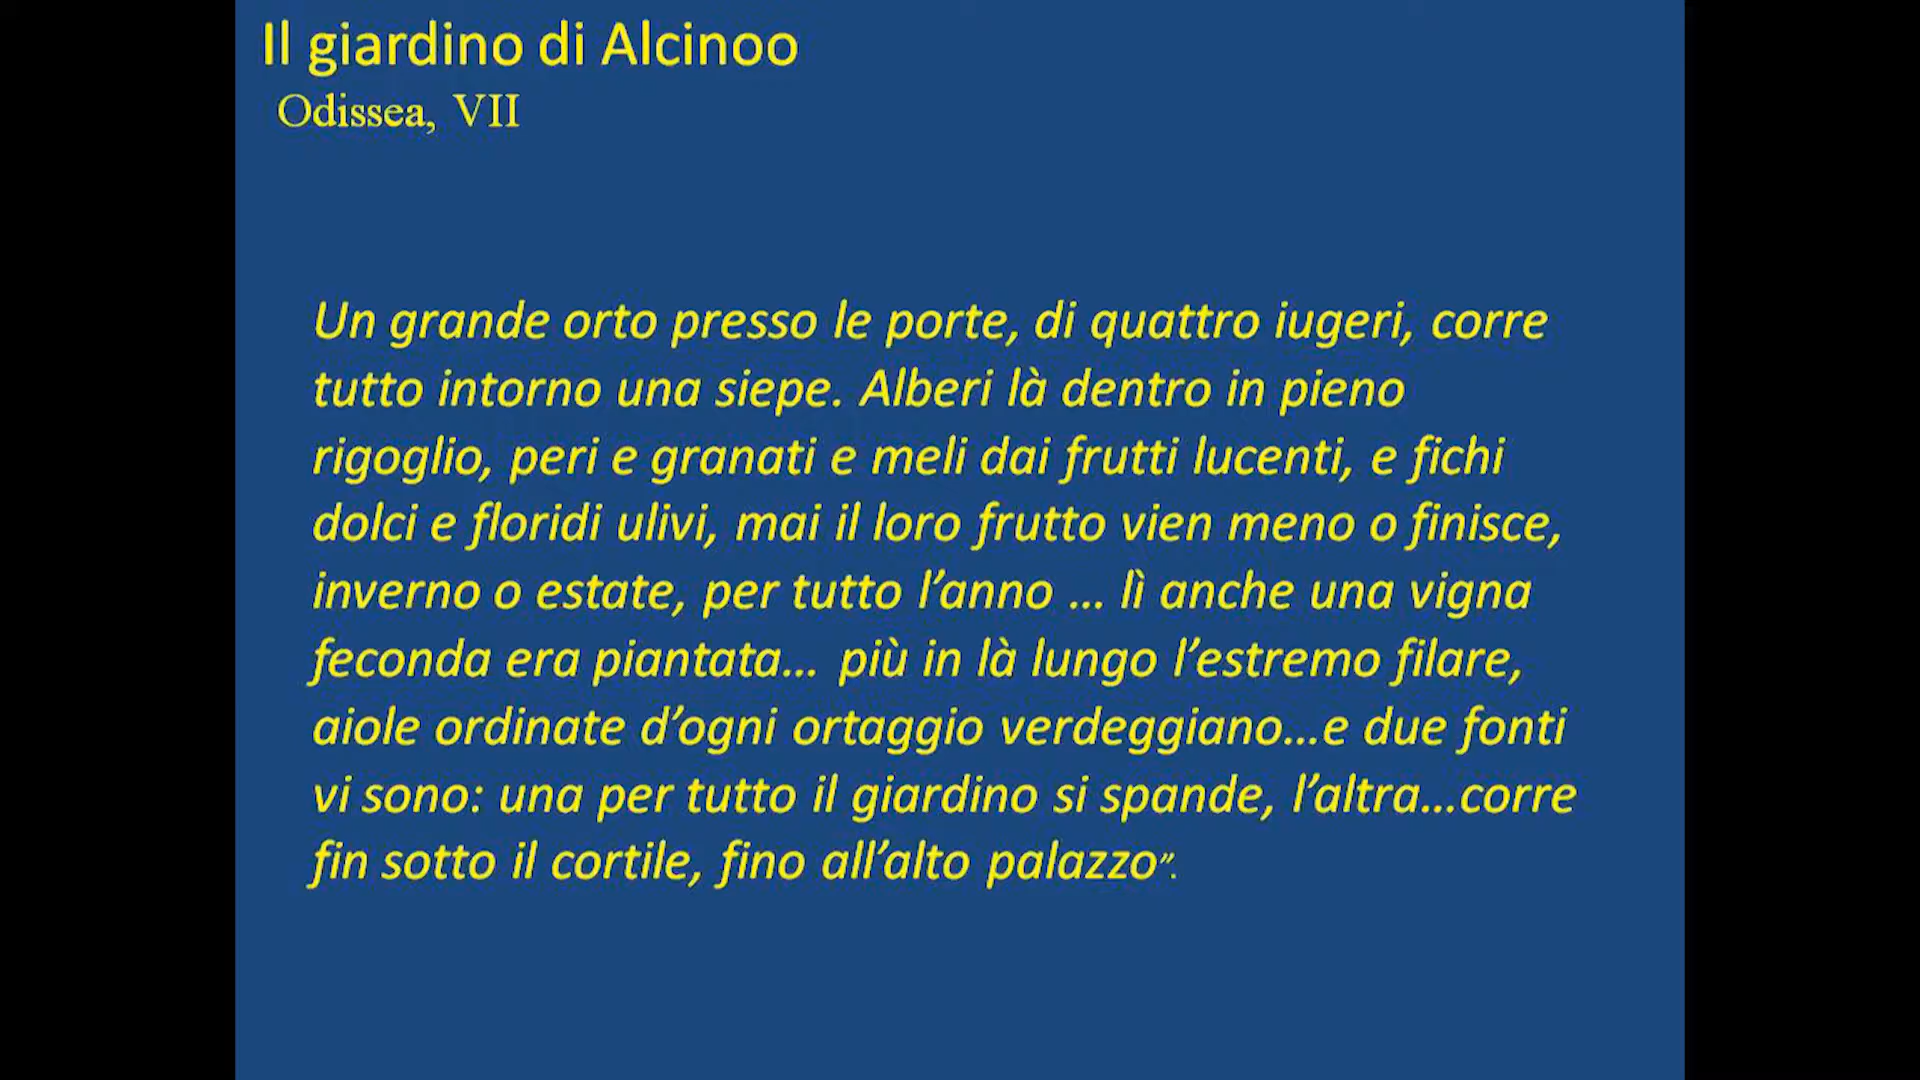 Il giardino di Alcinoo
Odissea, VII
Un grande orto presso le porte, di quattro iugeri, corre
tutto intorno una siepe. Alberi là dentro in pieno
rigoglio, peri e granati e meli dai frutti lucenti, e fichi
dolci e floridi ulivi, mai il loro frutto vien meno o finisce,
inverno o estate, per tutto l’anno ... lì anche una vigna
feconda era piantata... più in là lungo l’estremo filare,
aiole ordinate d’ogni ortaggio verdeggiano...e due fonti
vi sono: una per tutto il giardino si spande, l’altra...corre
fin sotto il cortile, fino all’alto palazzo”.